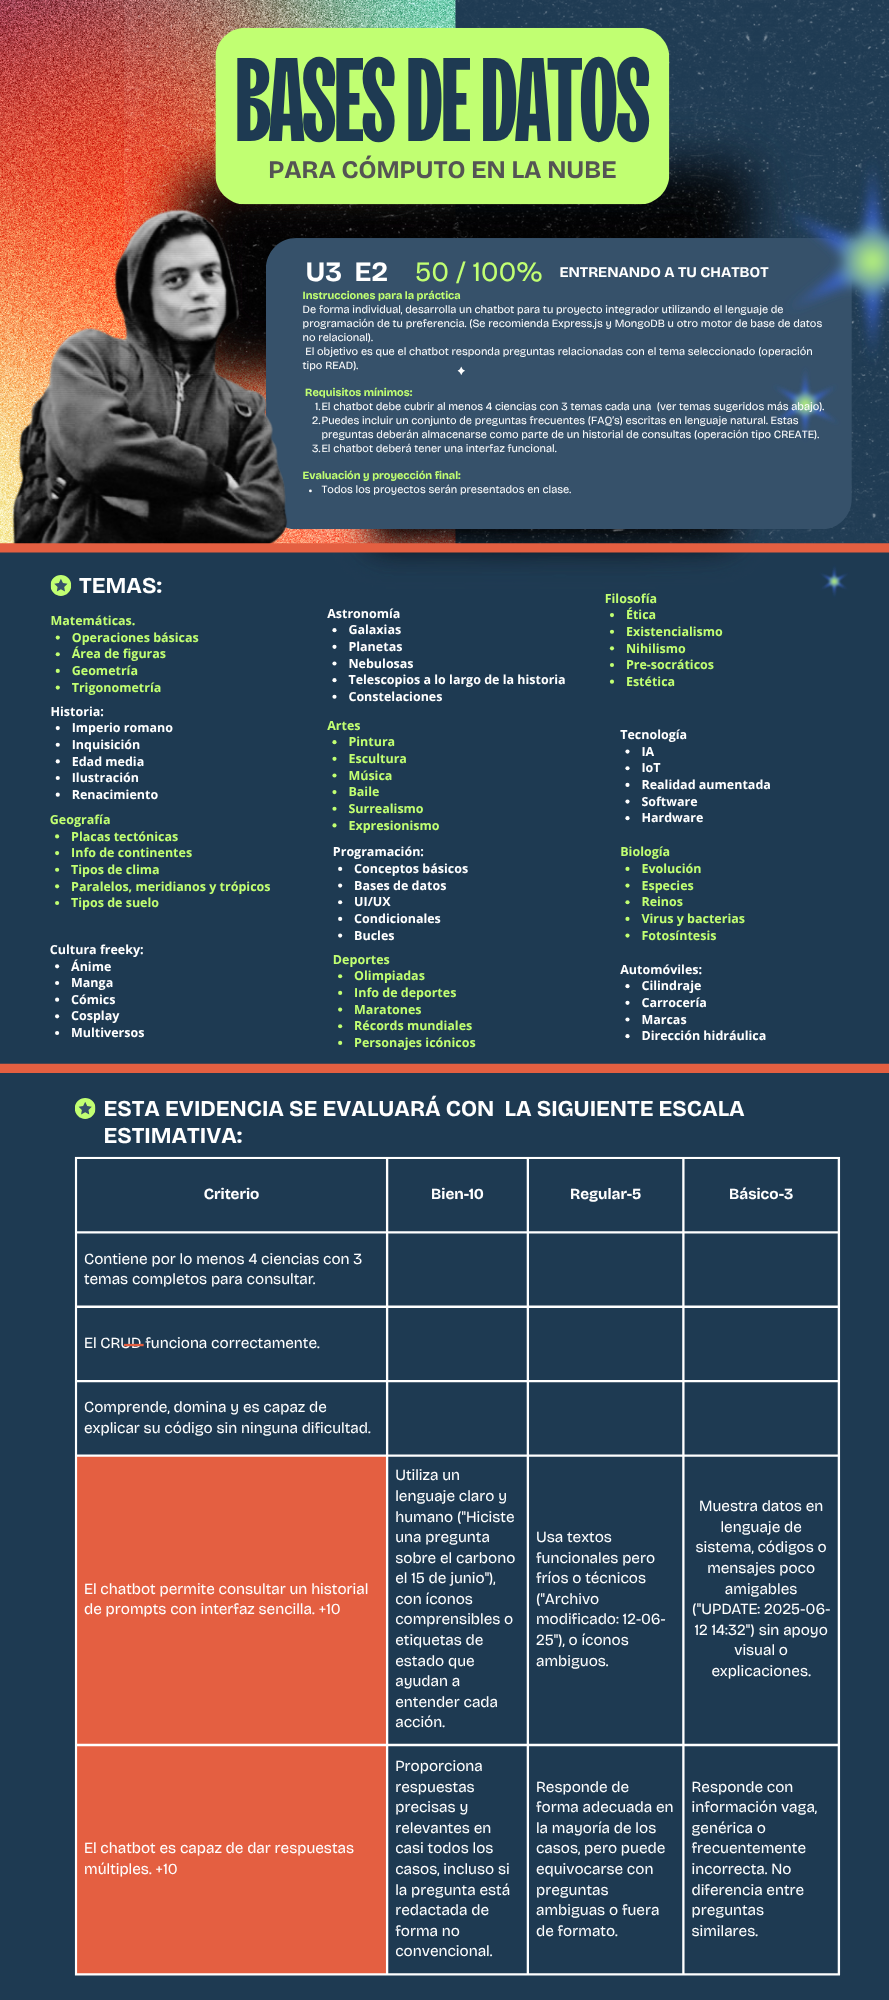 BASES DE DATOS
PARA CÓMPUTO EN LA NUBE
U3 E2 50 / 100% ENTRENANDO A TU CHATBOT
Instrucciones para la práctica
De forma individual, desarrolla un chatbot para tu proyecto integrador utilizando el lenguaje de
programación de tu preferencia. (Se recomienda Express.js y MongoDB u otro motor de base de datos
no relacional).
El objetivo es que el chatbot responda preguntas relacionadas con el tema seleccionado (operación
tipo READ).
Requisitos mínimos:
1. El chatbot debe cubrir al menos 4 ciencias con 3 temas cada una (ver temas sugeridos más abajo).
2. Puedes incluir un conjunto de preguntas frecuentes (FAQ's) escritas en lenguaje natural. Estas
preguntas deberán almacenarse como parte de un historial de consultas (operación tipo CREATE).
3. El chatbot deberá tener una interfaz funcional.
Evaluación y proyección final:
• Todos los proyectos serán presentados en clase.
TEMAS:
Matemáticas.
• Operaciones básicas
• Área de figuras
• Geometría
• Trigonometría
Historia:
• Imperio romano
• Inquisición
• Edad media
• Ilustración
• Renacimiento
Geografía
• Placas tectónicas
• Info de continentes
• Tipos de clima
• Paralelos, meridianos y trópicos
• Tipos de suelo
Cultura freeky:
• Ánime
• Manga
• Cómics
• Cosplay
• Multiversos
Astronomía
• Galaxias
• Planetas
• Nebulosas
• Telescopios a lo largo de la historia
• Constelaciones
Artes
• Pintura
• Escultura
• Música
• Baile
• Surrealismo
• Expresionismo
Programación:
• Conceptos básicos
• Bases de datos
• UI/UX
• Condicionales
• Bucles
Deportes
• Olimpiadas
• Info de deportes
• Maratones
• Récords mundiales
• Personajes icónicos
Filosofía
• Ética
• Existencialismo
• Nihilismo
• Pre-socráticos
• Estética
Tecnología
• IA
• IoT
• Realidad aumentada
• Software
• Hardware
Biología
• Evolución
• Especies
• Reinos
• Virus y bacterias
• Fotosíntesis
Automóviles:
• Cilindraje
• Carrocería
• Marcas
• Dirección hidráulica
ESTA EVIDENCIA SE EVALUARÁ CON LA SIGUIENTE ESCALA
ESTIMATIVA:
Criterio
Bien-10
Regular-5
Básico-3
Contiene por lo menos 4 ciencias con 3
temas completos para consultar.
El CRUD funciona correctamente.
Comprende, domina y es capaz de
explicar su código sin ninguna dificultad.
El chatbot permite consultar un historial
de prompts con interfaz sencilla. +10
Utiliza un
lenguaje claro y
humano ("Hiciste
una pregunta
sobre el carbono
el 15 de junio"),
con íconos
comprensibles o
etiquetas de
estado que
ayudan a
entender cada
acción.
Usa textos
funcionales pero
fríos o técnicos
("Archivo
modificado: 12-06-
25"), o íconos
ambiguos.
Muestra datos en
lenguaje de
sistema, códigos o
mensajes poco
amigables
("UPDATE: 2025-06-
12 14:32") sin apoyo
visual o
explicaciones.
El chatbot es capaz de dar respuestas
múltiples. +10
Proporciona
respuestas
precisas y
relevantes en
casi todos los
casos, incluso si
la pregunta está
redactada de
forma no
convencional.
Responde de
forma adecuada en
la mayoría de los
casos, pero puede
equivocarse con
preguntas
ambiguas o fuera
de formato.
Responde con
información vaga,
genérica o
frecuentemente
incorrecta. No
diferencia entre
preguntas
similares.